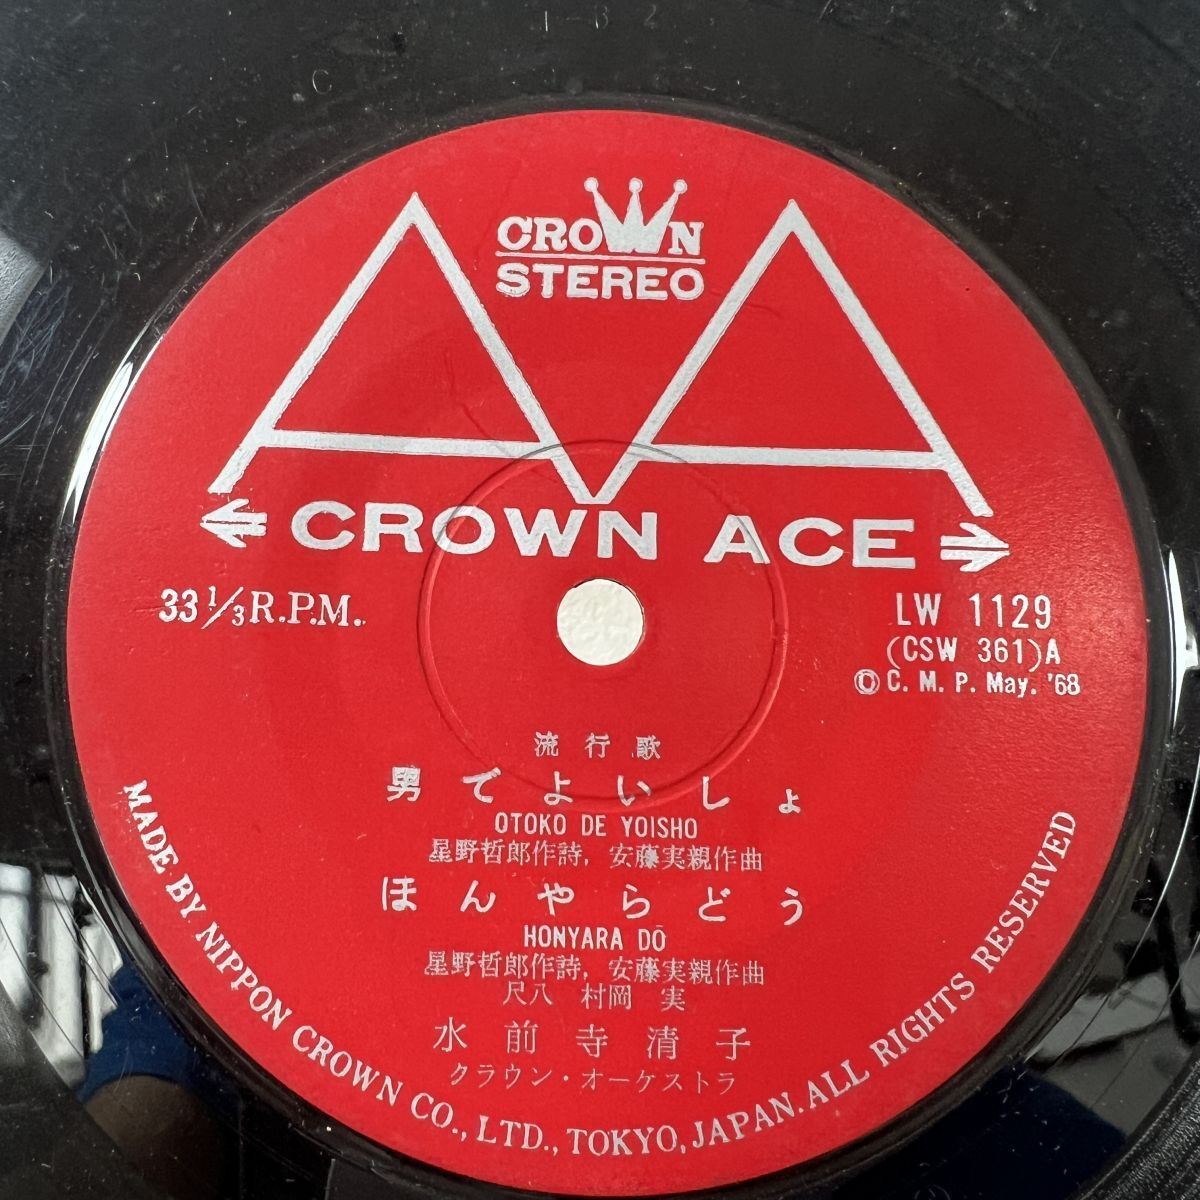 1-B2
CROWN
STEREO
CROWN ACE
33 1/3 R.P.M.
LW 1129
(CSW 361)A
© C. M. P. May. '68
流行歌
男でよいしょ
OTOKO DE YOISHO
星野哲郎作詩, 安藤実親作曲
ほんやらどう
HONYARA DŌ
星野哲郎作詩, 安藤実親作曲
尺八 村岡 実
水前寺清子
クラウン・オーケストラ
MADE BY NIPPON CROWN CO., LTD., TOKYO, JAPAN. ALL RIGHTS RESERVED